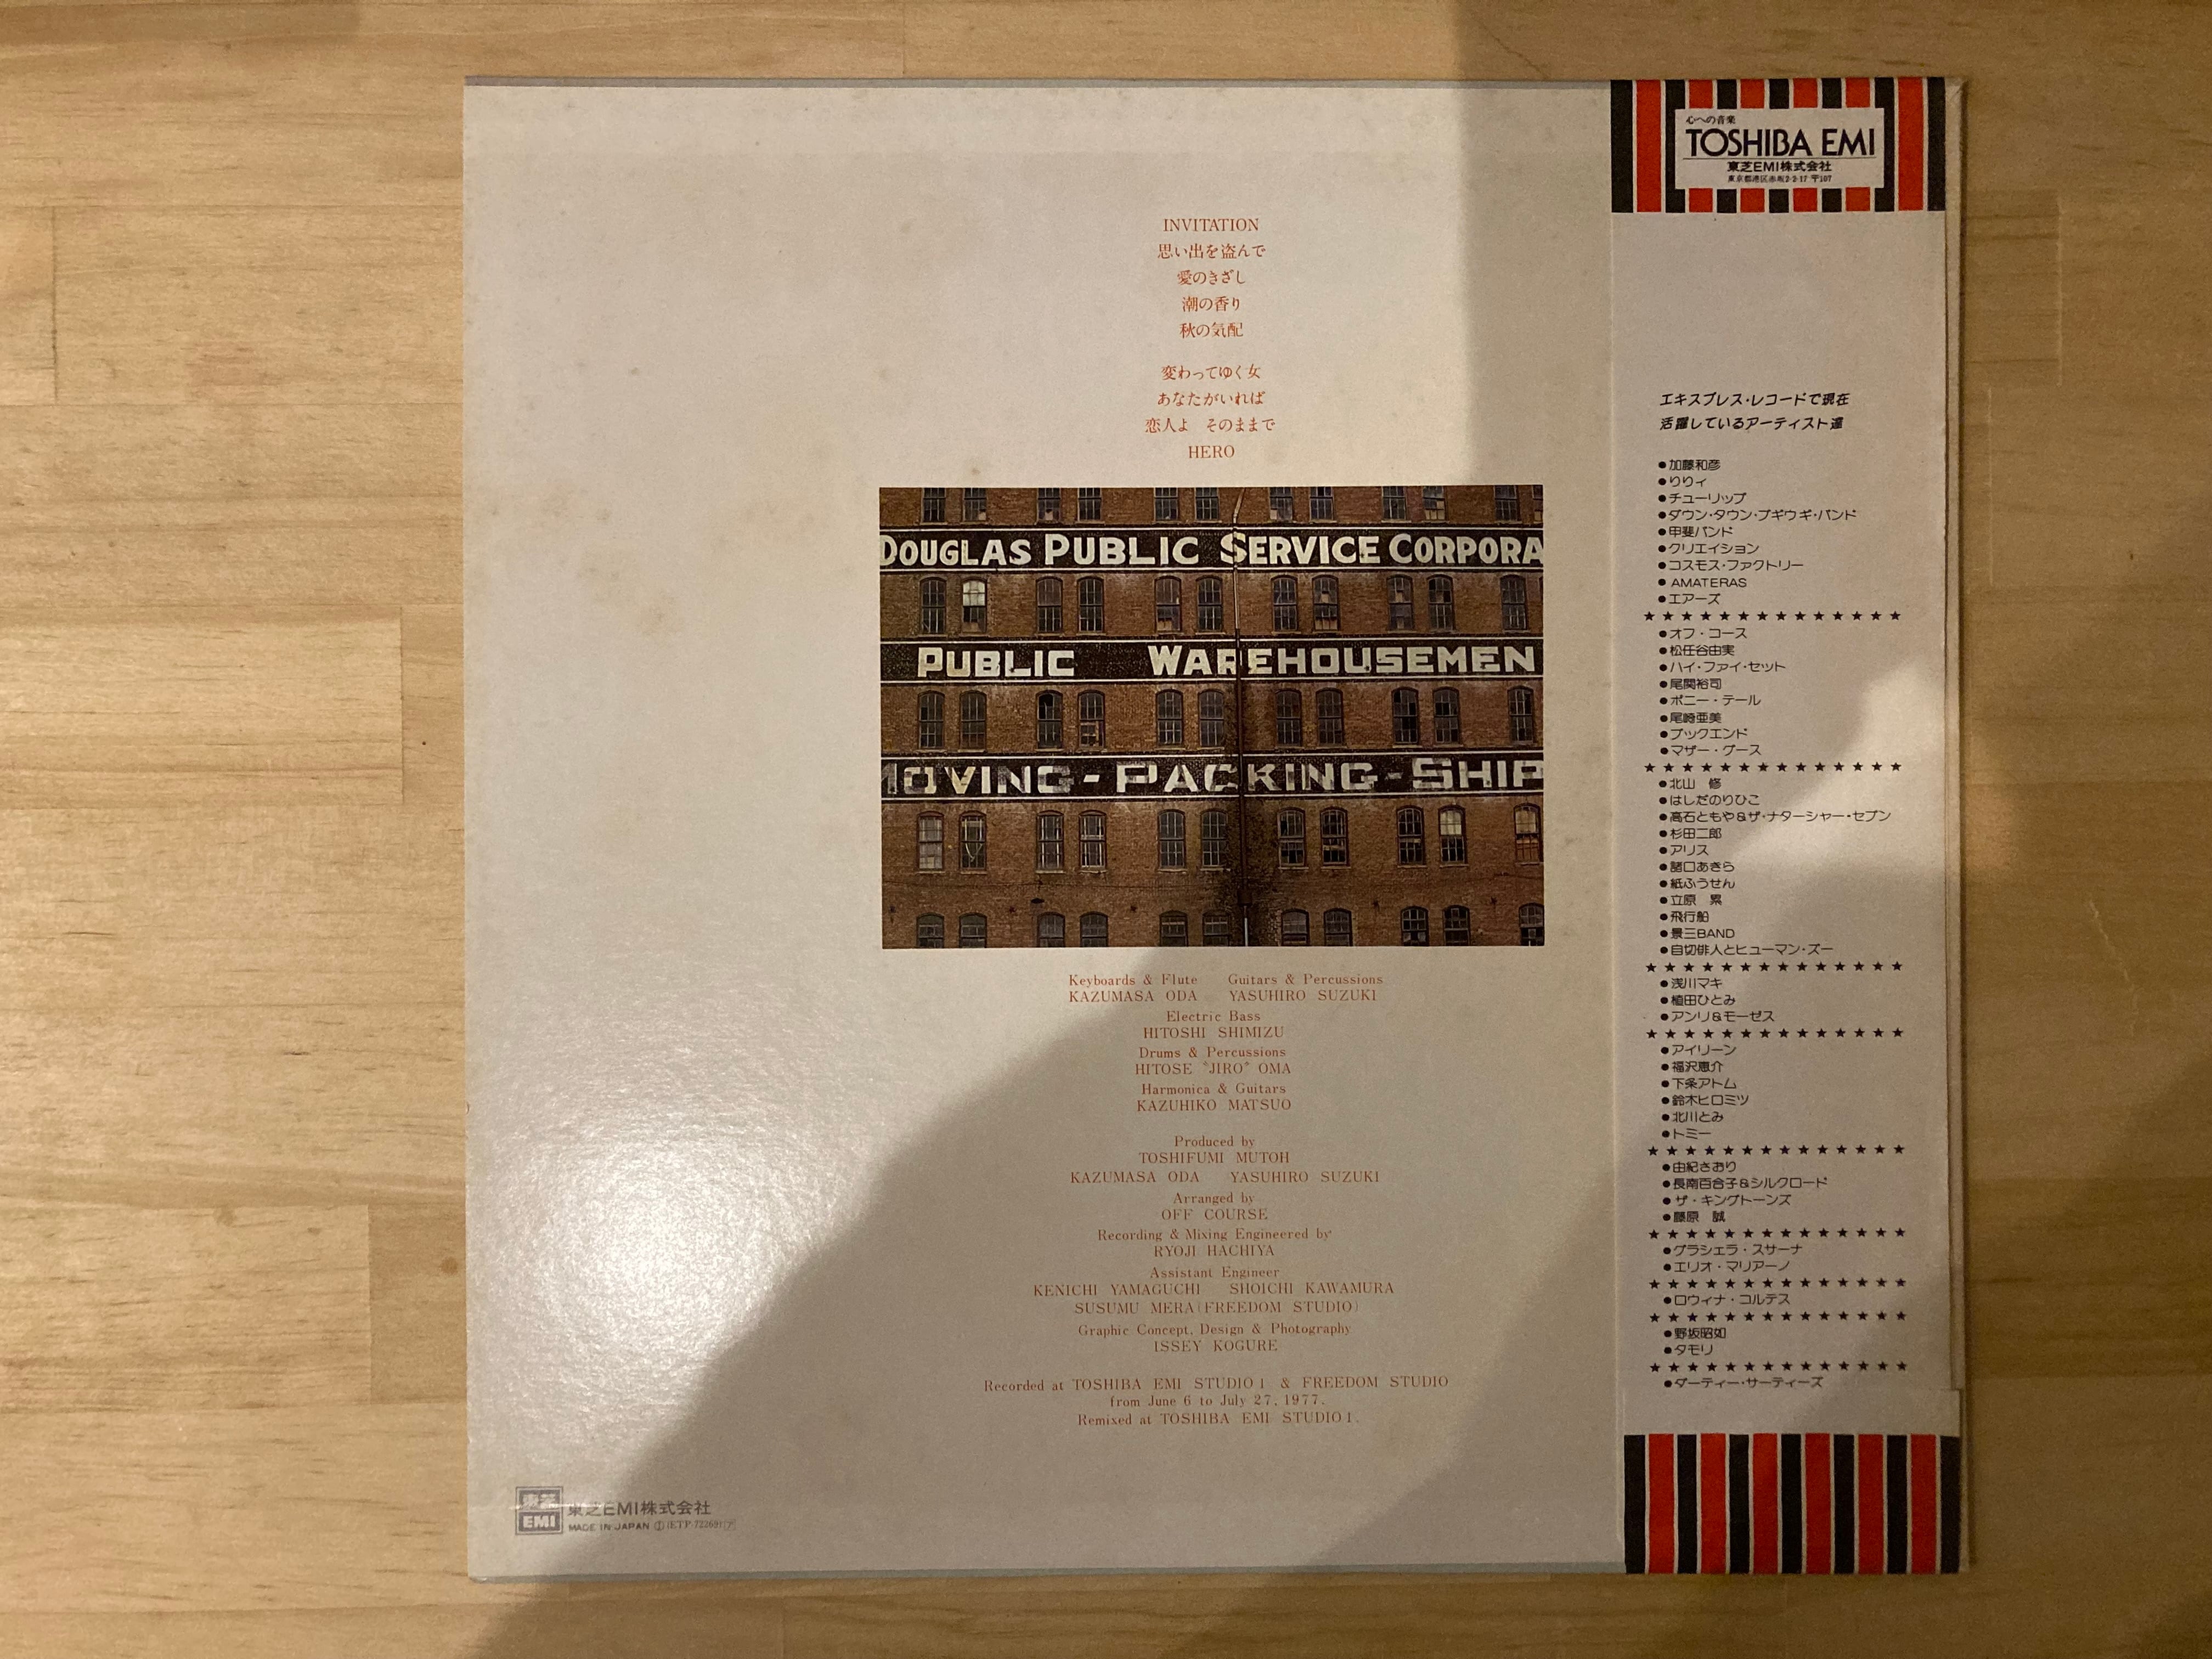 INVITATION
思い出を盗んで
愛のきざし
潮の香り
秋の気配
変わってゆく女
あなたがいれば
恋人よ そのままで
HERO
DOUGLAS PUBLIC SERVICE CORPORA
PUBLIC WAREHOUSEMEN
MOVING-PACKING-SHIP
Keyboards & Flute Guitars & Percussions
KAZUMASA ODA YASUHIRO SUZUKI
Electric Bass
HITOSHI SHIMIZU
Drums & Percussions
HITOSE "JIRO" OMA
Harmonica & Guitars
KAZUHIKO MATSUO
Produced by
TOSHIFUMI MUTOH
KAZUMASA ODA YASUHIRO SUZUKI
Arranged by
OFF COURSE
Recording & Mixing Engineered by
RYOJI HACHIYA
Assistant Engineer
KENICHI YAMAGUCHI SHOICHI KAWAMURA
SUSUMU MERA (FREEDOM STUDIO)
Graphic Concept, Design & Photography
ISSEY KOGURE
Recorded at TOSHIBA EMI STUDIO 1 & FREEDOM STUDIO
from June 6 to July 27, 1977.
Remixed at TOSHIBA EMI STUDIO 1.
東芝
EMI
東芝EMI株式会社
MADE IN JAPAN
心への音楽
TOSHIBA EMI
東芝EMI株式会社
東京都港区赤坂2-2-17 〒107
エキスプレス・レコードで現在
活躍しているアーティスト達
●加藤和彦
●りりィ
●チューリップ
●ダウン・タウン・ブギウギ・バンド
●甲斐バンド
●クリエイション
●コスモス・ファクトリー
●AMATERAS
●エアーズ
★★★★★★★★★★★★★★
●オフ・コース
●松任谷由実
●ハイ・ファイ・セット
●尾関裕司
●ポニー・テール
●尾崎亜美
●ブックエンド
●マザー・グース
★★★★★★★★★★★★★★
●北山 修
●はしだのりひこ
●高石ともや&ザ・ナターシャー・セブン
●杉田二郎
●アリス
●諸口あきら
●紙ふうせん
●立原 累
●飛行船
●景三BAND
●自切俳人とヒューマン・ズー
★★★★★★★★★★★★★★
●浅川マキ
●植田ひとみ
●アンリ&モーゼス
★★★★★★★★★★★★★★
●アイリーン
●福沢恵介
●下条アトム
●鈴木ヒロミツ
●北川とみ
●トミー
★★★★★★★★★★★★★★
●由紀さおり
●長南百合子&シルクロード
●ザ・キングトーンズ
●藤原 誠
★★★★★★★★★★★★★★
●グラシェラ・スサーナ
●エリオ・マリアーノ
★★★★★★★★★★★★★★
●ロウィナ・コルテス
★★★★★★★★★★★★★★
●野坂昭如
●タモリ
★★★★★★★★★★★★★★
●ダーティー・サーティーズ